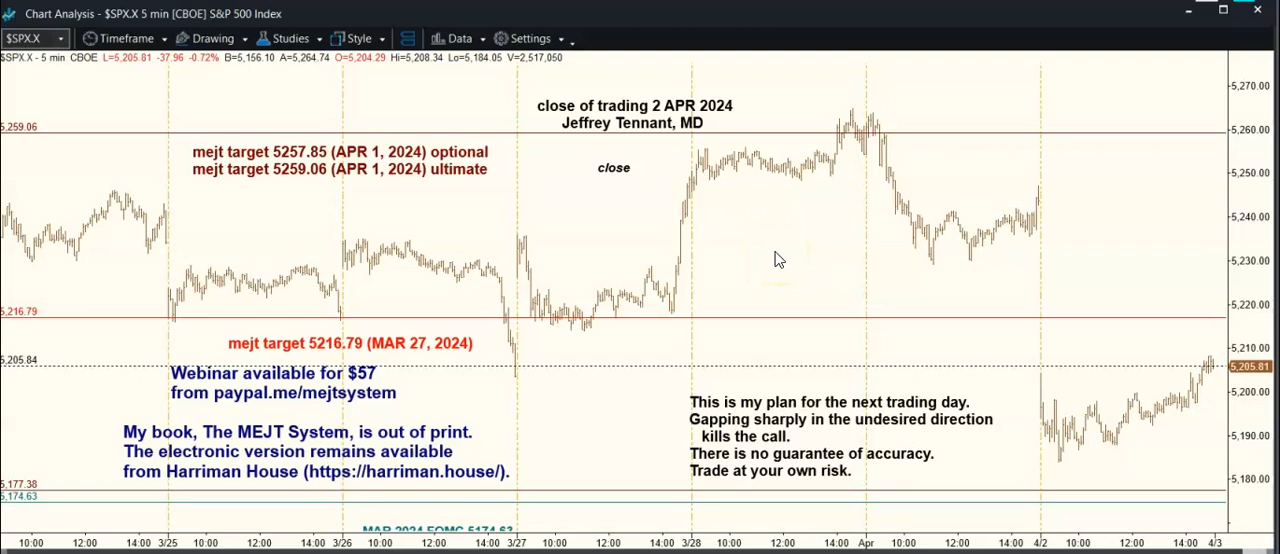 Chart Analysis - $SPX.X 5 min [CBOE] S&P 500 Index
$SPX.X Timeframe Drawing Studies Style Data Settings
$SPX.X - 5 min CBOE L=5,205.81 -37.96 -0.72% B=5,156.10 A=5,264.74 O=5,204.29 Hi=5,208.34 Lo=5,184.05 V=2,517,050
5,270.00
close of trading 2 APR 2024
Jeffrey Tennant, MD
5,259.06
5,260.00
mejt target 5257.85 (APR 1, 2024) optional
mejt target 5259.06 (APR 1, 2024) ultimate
close
5,250.00
5,240.00
5,230.00
5,220.00
5,216.79
mejt target 5216.79 (MAR 27, 2024)
5,210.00
5,205.84
5,205.81
Webinar available for $57
from paypal.me/mejtsystem
5,200.00
This is my plan for the next trading day.
Gapping sharply in the undesired direction
kills the call.
There is no guarantee of accuracy.
Trade at your own risk.
My book, The MEJT System, is out of print.
The electronic version remains available
from Harriman House (https://harriman.house/).
5,190.00
5,180.00
5,177.38
5,174.63
MAR 2024 FOMC 5174.63
10:00 12:00 14:00 3/25 10:00 12:00 14:00 3/26 10:00 12:00 14:00 3/27 10:00 12:00 14:00 3/28 10:00 12:00 14:00 Apr 10:00 12:00 14:00 4/2 10:00 12:00 14:00 4/3